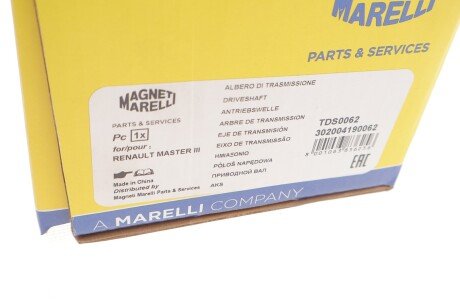 MARELLI
PARTS & SERVICES
MAGNETI
MARELLI
PARTS & SERVICES
Pc 1x
for/pour :
RENAULT MASTER III
Made in China
Distributed by
Magneti Marelli Parts & Services
ALBERO DI TRASMISSIONE
DRIVESHAFT
ANTRIEBSWELLE
ARBRE DE TRANSMISSION
EJE DE TRANSMISIÓN
EIXO DE TRANSMISSÃO
ΗΜΙΑΞΟΝΙΟ
PÓŁOŚ NAPĘDOWA
ПРИВОДНОЙ ВАЛ
AKS
TDS0062
302004190062
EAC
A MARELLI COMPANY